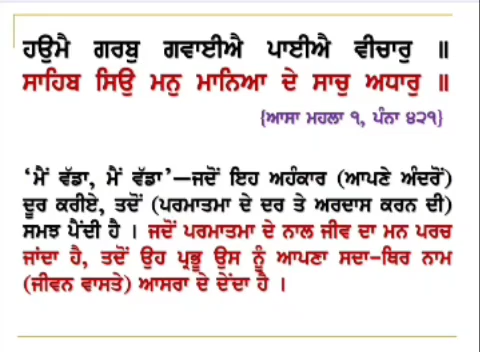 ਹਉਮੈ ਗਰਬੁ ਗਵਾਈਐ ਪਾਈਐ ਵੀਚਾਰੁ ॥
ਸਾਹਿਬ ਸਿਉ ਮਨੁ ਮਾਨਿਆ ਦੇ ਸਾਚੁ ਅਧਾਰੁ ॥
{ਆਸਾ ਮਹਲਾ ੧, ਪੰਨਾ ੪੨੧}
‘ਮੈਂ ਵੱਡਾ, ਮੈਂ ਵੱਡਾ’—ਜਦੋਂ ਇਹ ਅਹੰਕਾਰ (ਆਪਣੇ ਅੰਦਰੋਂ)
ਦੂਰ ਕਰੀਏ, ਤਦੋਂ (ਪਰਮਾਤਮਾ ਦੇ ਦਰ ਤੇ ਅਰਦਾਸ ਕਰਨ ਦੀ)
ਸਮਝ ਪੈਂਦੀ ਹੈ । ਜਦੋਂ ਪਰਮਾਤਮਾ ਦੇ ਨਾਲ ਜੀਵ ਦਾ ਮਨ ਪਰਚ
ਜਾਂਦਾ ਹੈ, ਤਦੋਂ ਉਹ ਪ੍ਰਭੂ ਉਸ ਨੂੰ ਆਪਣਾ ਸਦਾ-ਥਿਰ ਨਾਮ
(ਜੀਵਨ ਵਾਸਤੇ) ਆਸਰਾ ਦੇ ਦੇਂਦਾ ਹੈ ।